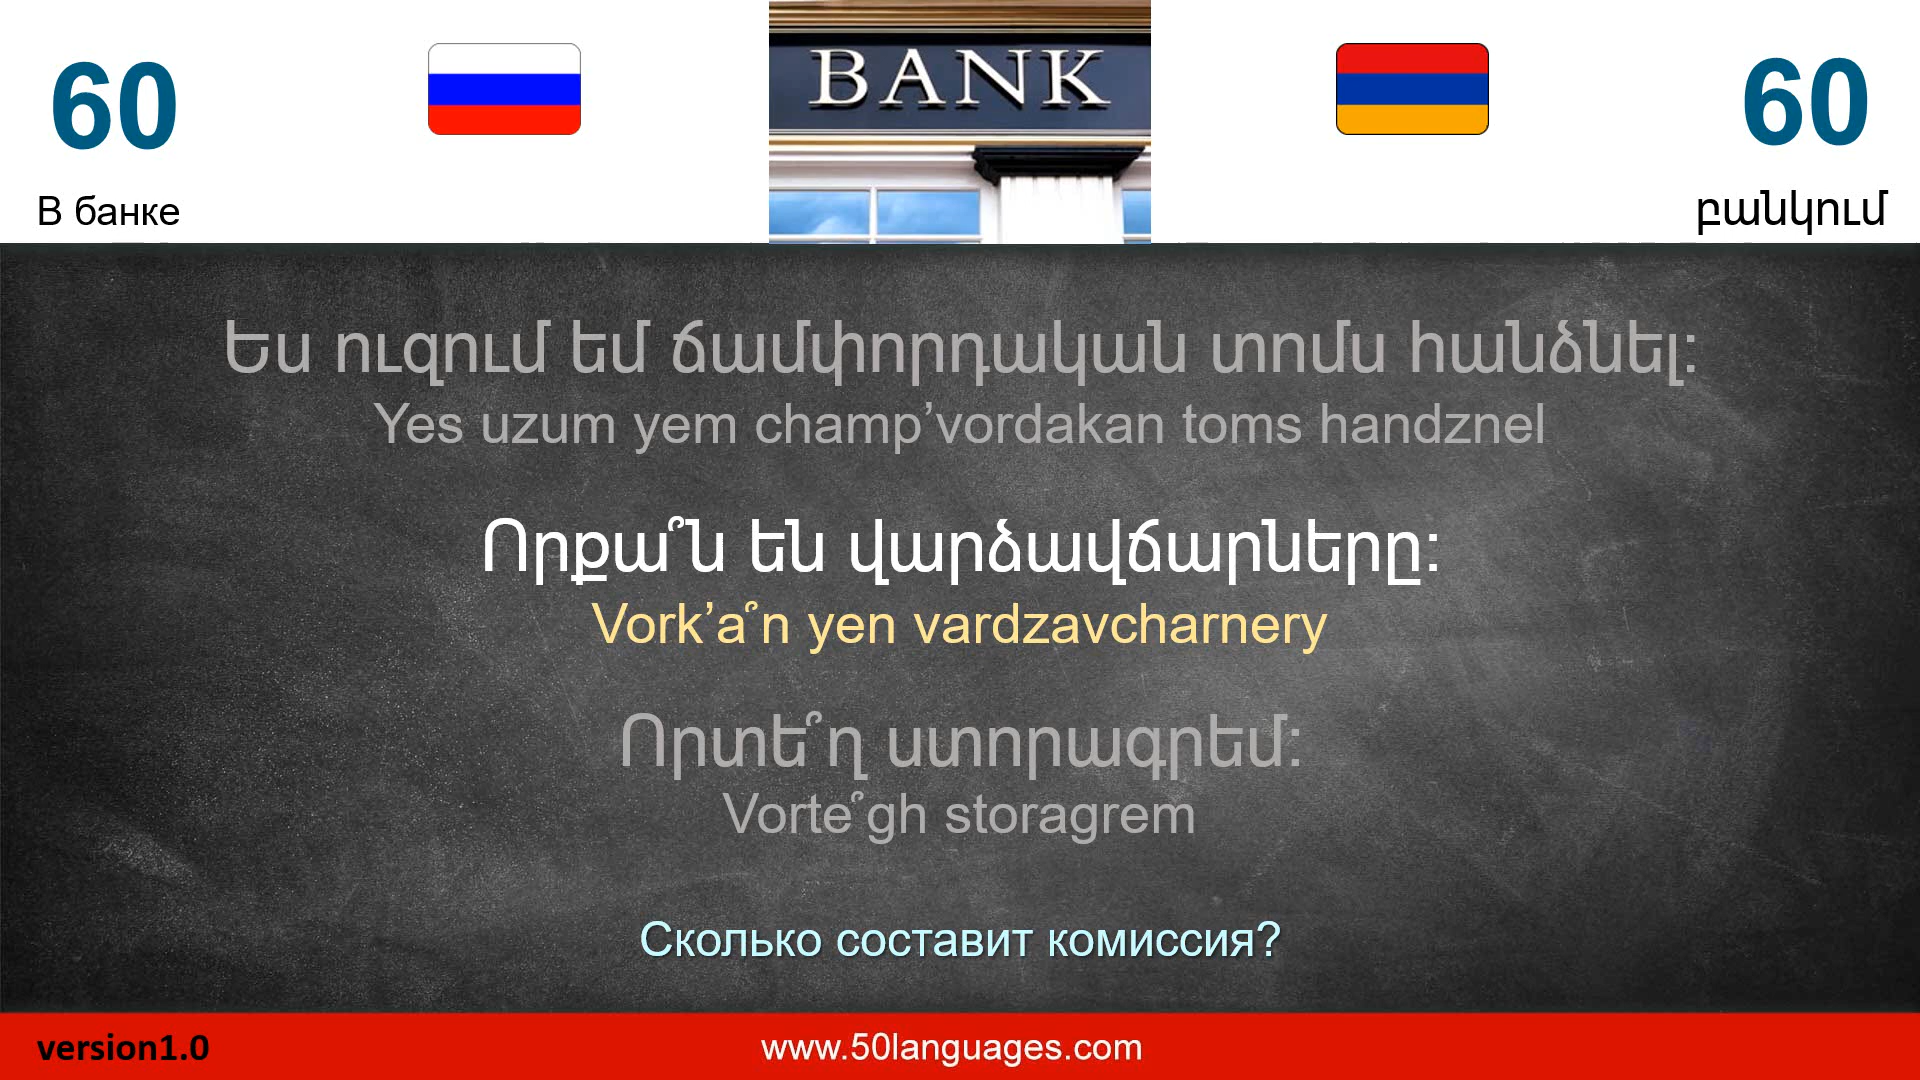 60
BANK
60
В банке
բանկում
Ես ուզում եմ ճամփորդական տոմս հանձնել:
Yes uzum yem champ’vordakan toms handznel
Որքա՞ն են վարձավճարները:
Vork’a՞n yen vardzavcharnery
Որտե՞ղ ստորագրեմ:
Vorte՞gh storagrem
Сколько составит комиссия?
version1.0
www.50languages.com